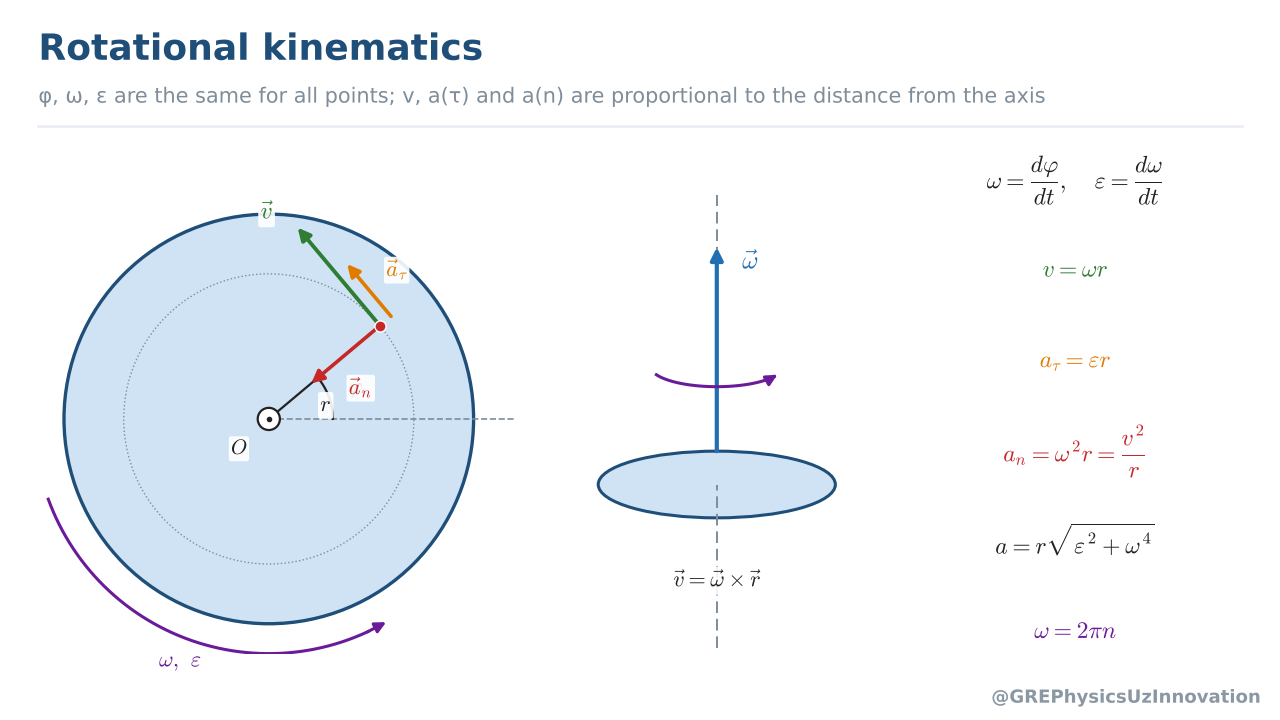 Rotational kinematics
φ, ω, ε are the same for all points; v, a(τ) and a(n) are proportional to the distance from the axis
ω = dφ/dt, ε = dω/dt
v⃗
a⃗τ
ω⃗
v = ωr
a⃗ₙ
r
aτ = εr
O
aₙ = ω²r = v²/r
a = r√(ε² + ω⁴)
v⃗ = ω⃗ × r⃗
ω = 2πn
ω, ε
@GREPhysicsUzInnovation